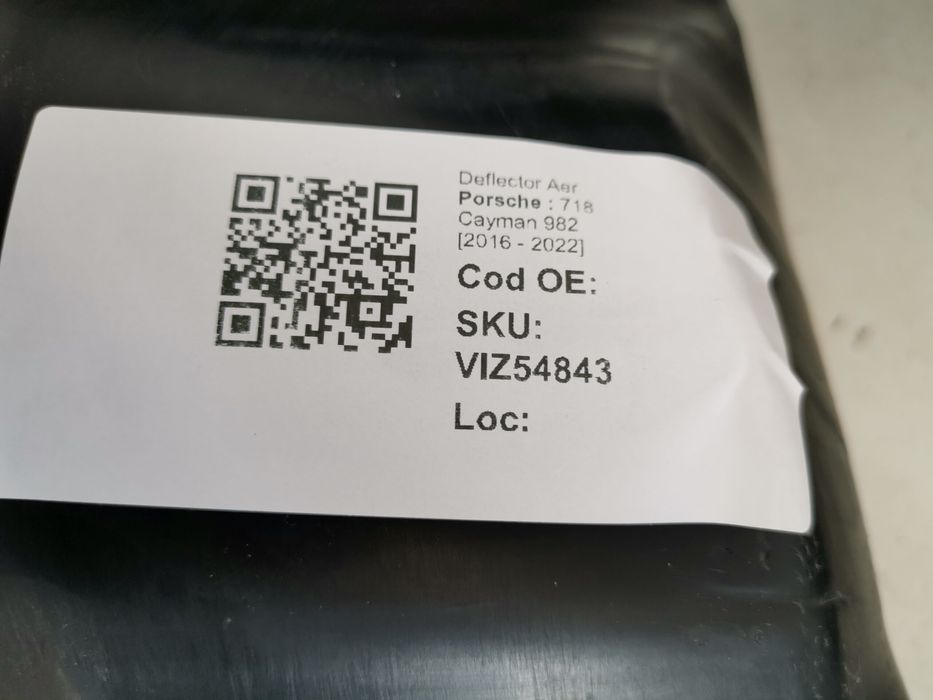 Deflector Aer
Porsche : 718
Cayman 982
[2016 - 2022]
Cod OE:
SKU:
VIZ54843
Loc: